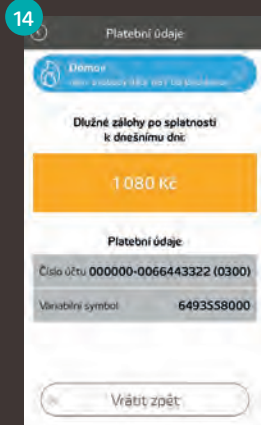 14
Platební údaje
Domov
Dlužné zálohy po splatnosti
k dnešnímu dni:
1 080 Kč
Platební údaje
Číslo účtu 000000-0066443322 (0300)
Variabilní symbol 6493558000
Vrátit zpět